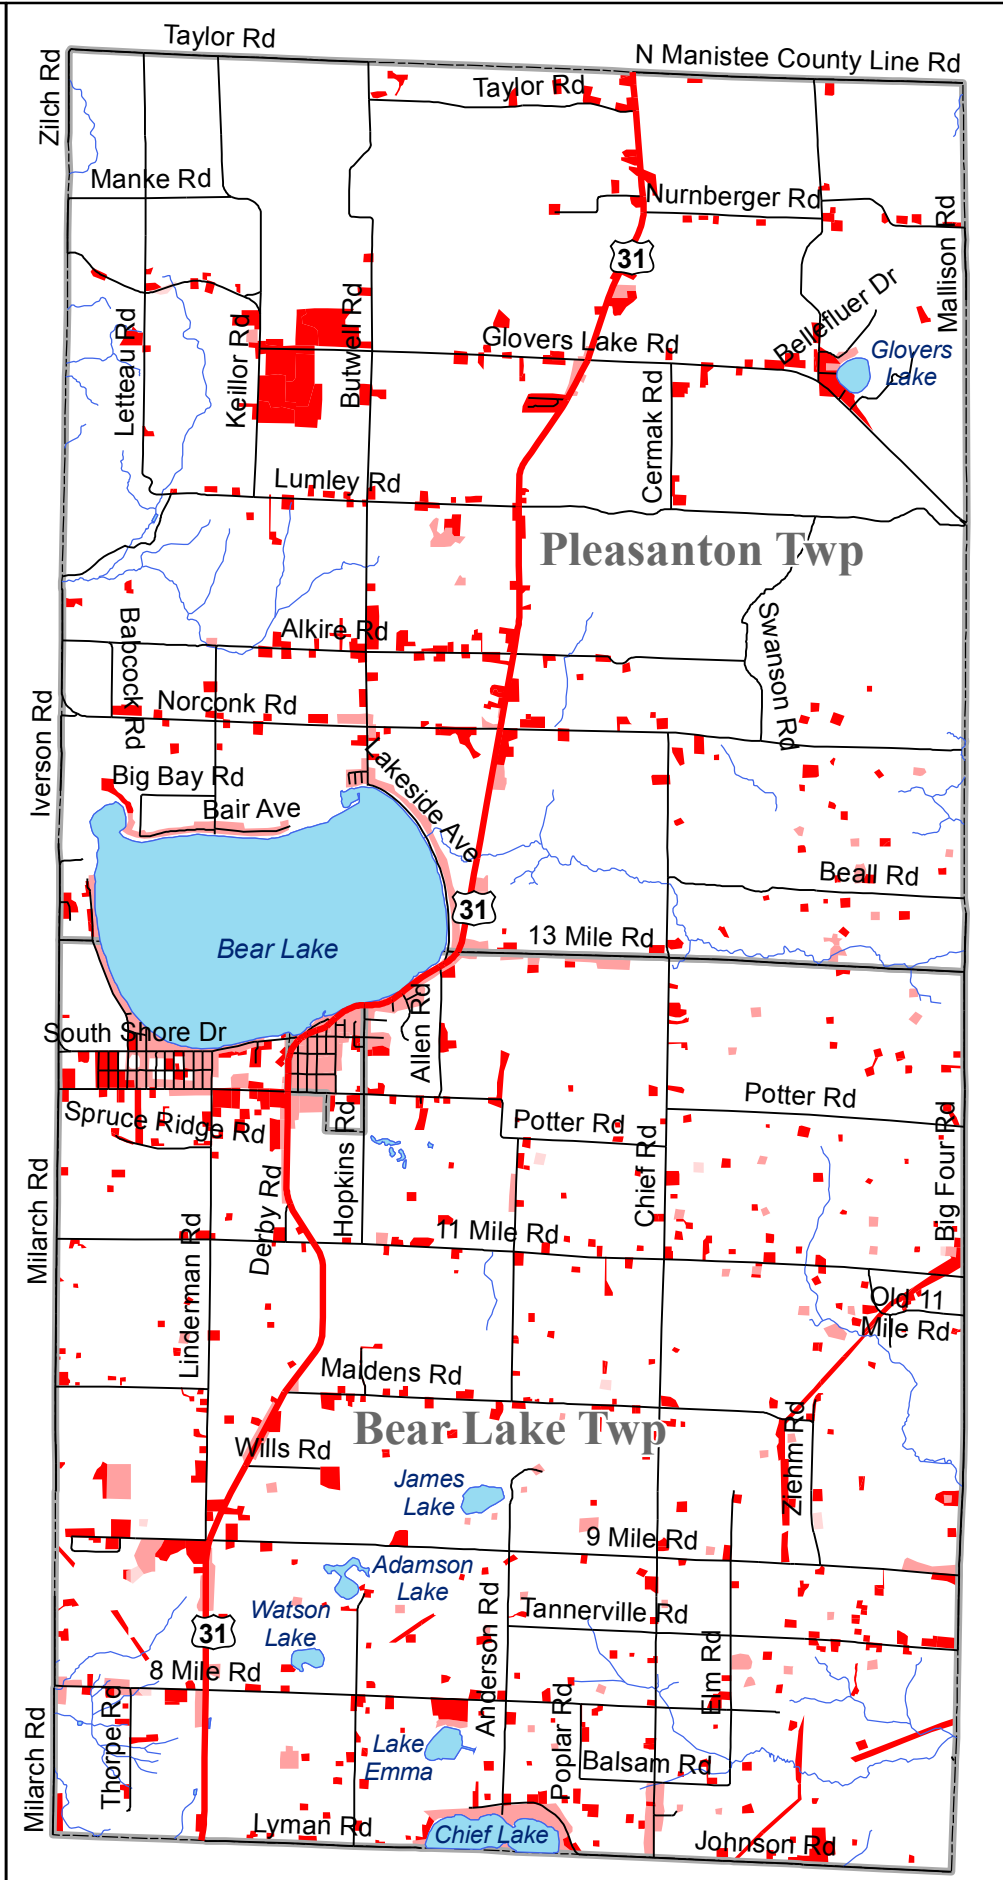 Taylor Rd
N Manistee County Line Rd
Zilch Rd
Taylor Rd
Manke Rd
Nurnberger Rd
Mallison Rd
31
Bellefluer Dr
Letteau Rd
Keillor Rd
Butwell Rd
Glovers Lake Rd
Glovers
Lake
Cermak Rd
Lumley Rd
Pleasanton Twp
Babcock Rd
Alkire Rd
Swanson Rd
Iverson Rd
Norconk Rd
Lakeside Ave
Big Bay Rd
Bair Ave
Beall Rd
31
13 Mile Rd
Bear Lake
Allen Rd
South Shore Dr
Potter Rd
Spruce Ridge Rd
Hopkins Rd
Potter Rd
Chief Rd
Big Four Rd
Milarch Rd
Linderman Rd
Derby Rd
11 Mile Rd
Old 11
Mile Rd
Maidens Rd
Bear Lake Twp
Wills Rd
Ziehm Rd
James
Lake
9 Mile Rd
Adamson
Lake
Anderson Rd
Tannerville Rd
Watson
Lake
31
8 Mile Rd
Elm Rd
Thorpe Rd
Milarch Rd
Lake
Emma
Poplar Rd
Balsam Rd
Lyman Rd
Chief Lake
Johnson Rd